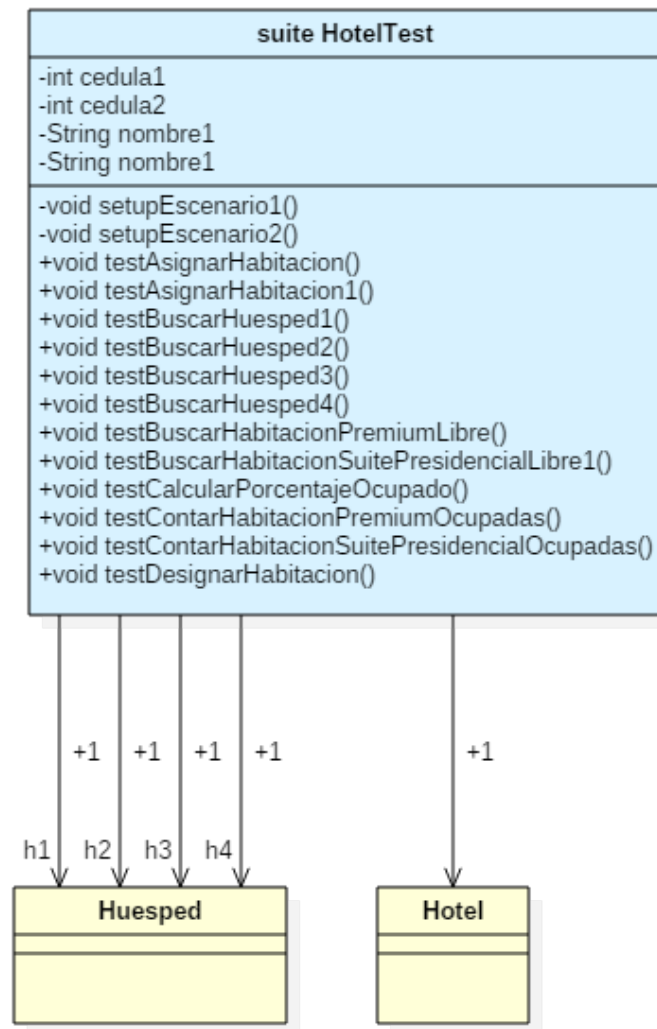 suite HotelTest
-int cedula1
-int cedula2
-String nombre1
-String nombre1
-void setupEscenario1()
-void setupEscenario2()
+void testAsignarHabitacion()
+void testAsignarHabitacion1()
+void testBuscarHuesped1()
+void testBuscarHuesped2()
+void testBuscarHuesped3()
+void testBuscarHuesped4()
+void testBuscarHabitacionPremiumLibre()
+void testBuscarHabitacionSuitePresidencialLibre1()
+void testCalcularPorcentajeOcupado()
+void testContarHabitacionPremiumOcupadas()
+void testContarHabitacionSuitePresidencialOcupadas()
+void testDesignarHabitacion()
+1 +1 +1 +1 +1
h1 h2 h3 h4
Huesped
Hotel